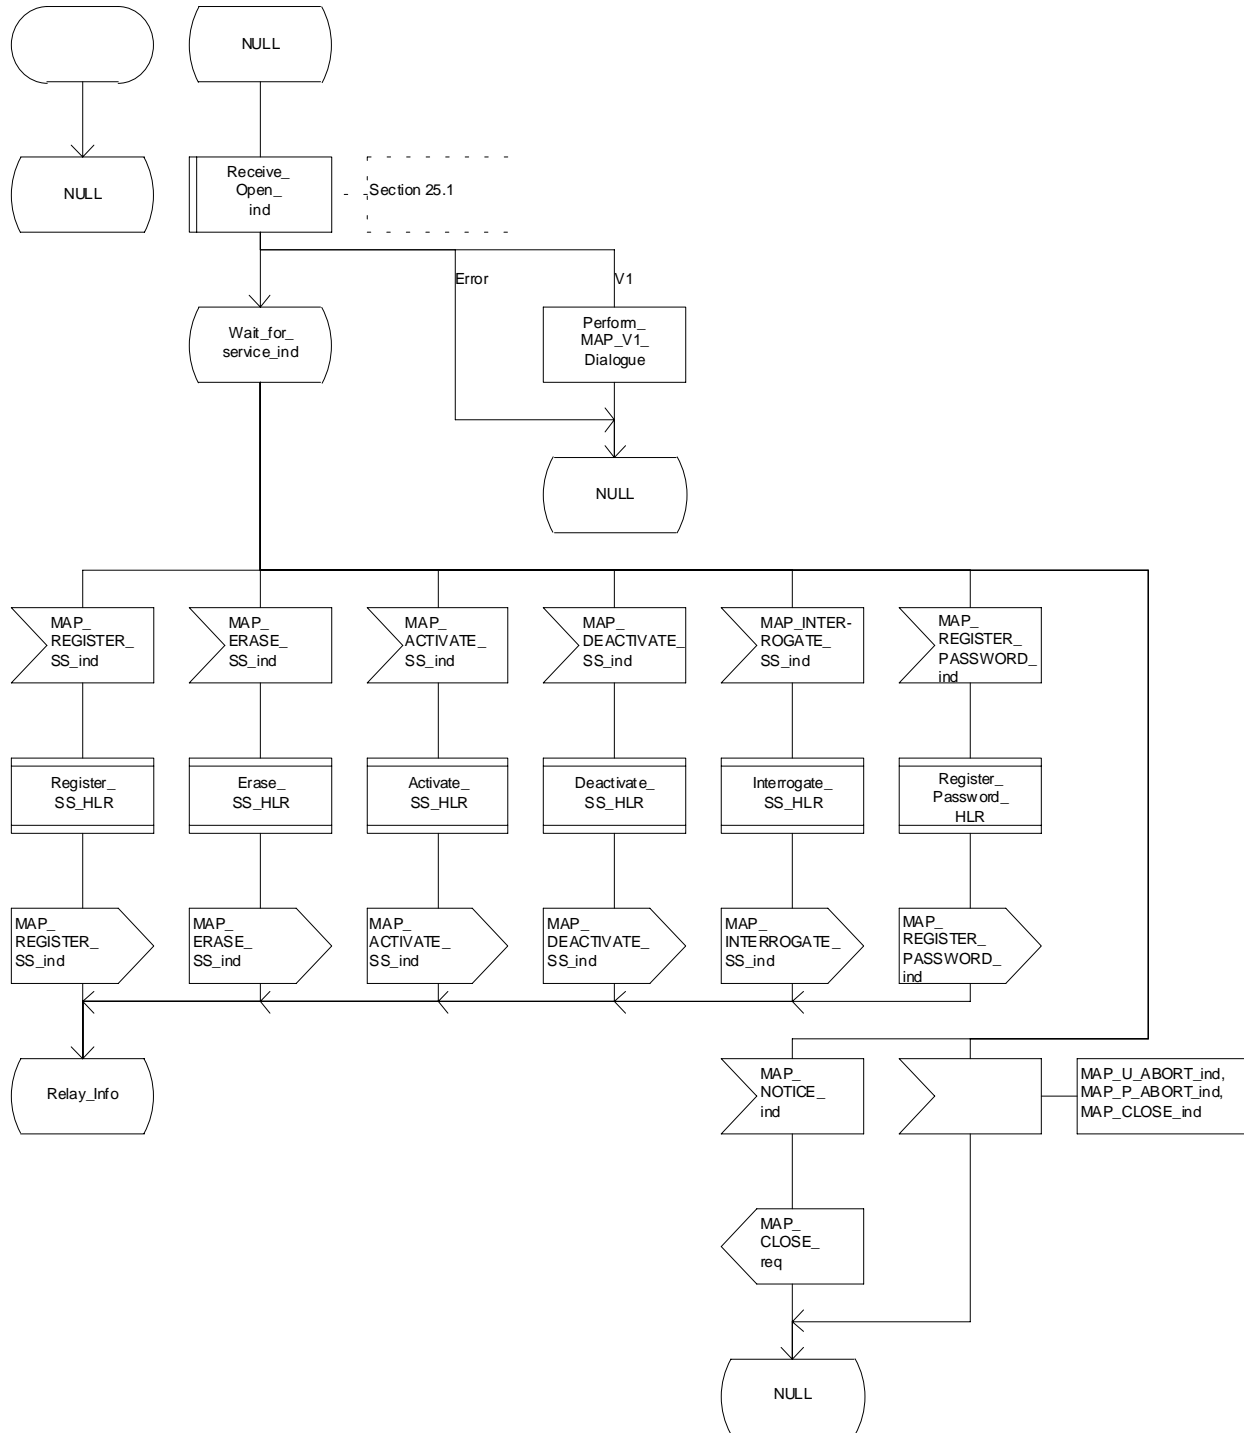 NULL
NULL
Receive_
Open_
ind
Section 25.1
Error
V1
Wait_for_
service_ind
Perform_
MAP_V1_
Dialogue
NULL
MAP_
REGISTER_
SS_ind
MAP_
ERASE_
SS_ind
MAP_
ACTIVATE_
SS_ind
MAP_
DEACTIVATE_
SS_ind
MAP_INTER-
ROGATE_
SS_ind
MAP_
REGISTER_
PASSWORD_
ind
Register_
SS_HLR
Erase_
SS_HLR
Activate_
SS_HLR
Deactivate_
SS_HLR
Interrogate_
SS_HLR
Register_
Password_
HLR
MAP_
REGISTER_
SS_ind
MAP_
ERASE_
SS_ind
MAP_
ACTIVATE_
SS_ind
MAP_
DEACTIVATE_
SS_ind
MAP_
INTERROGATE_
SS_ind
MAP_
REGISTER_
PASSWORD_
ind
Relay_Info
MAP_
NOTICE_
ind
MAP_U_ABORT_ind,
MAP_P_ABORT_ind,
MAP_CLOSE_ind
MAP_
CLOSE_
req
NULL